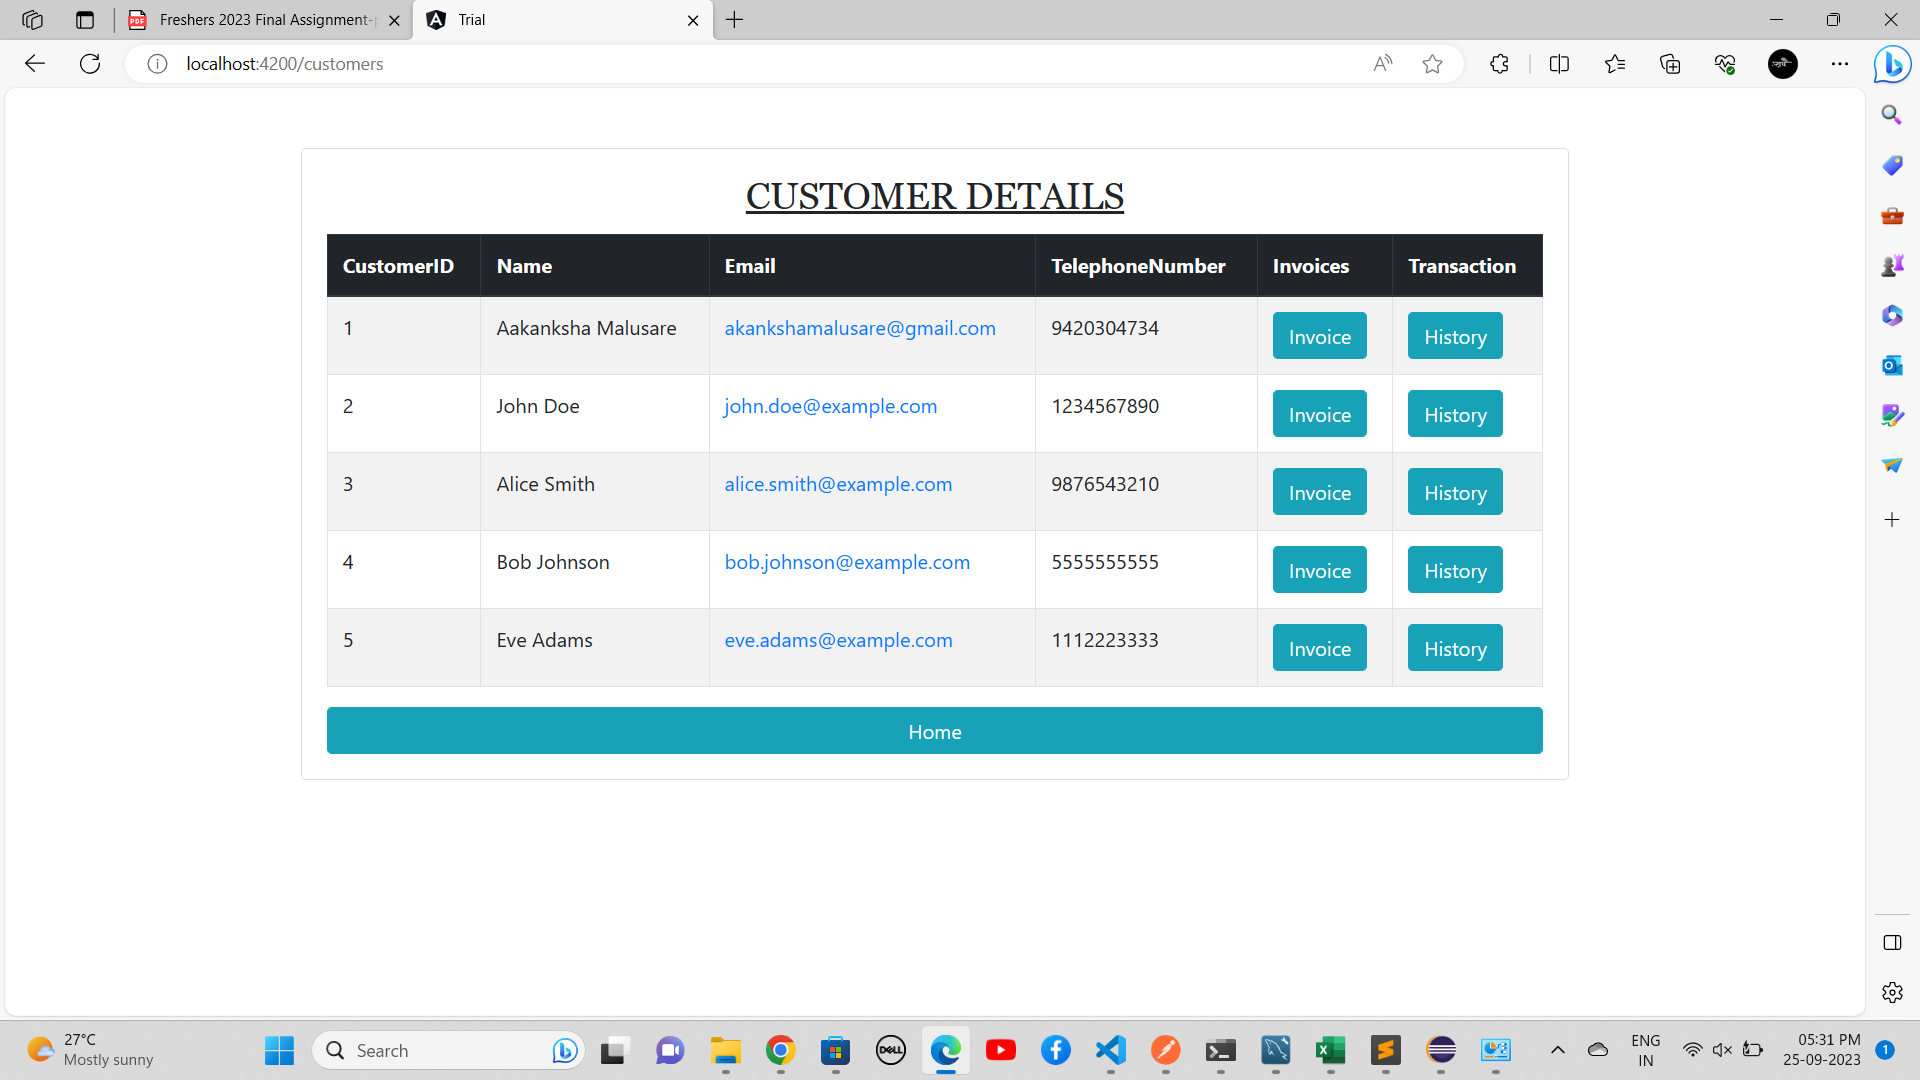 Freshers 2023 Final Assignment-
Trial
localhost:4200/customers
CUSTOMER DETAILS
CustomerID Name Email TelephoneNumber Invoices Transaction
1 Aakanksha Malusare akankshamalusare@gmail.com 9420304734 Invoice History
2 John Doe john.doe@example.com 1234567890 Invoice History
3 Alice Smith alice.smith@example.com 9876543210 Invoice History
4 Bob Johnson bob.johnson@example.com 5555555555 Invoice History
5 Eve Adams eve.adams@example.com 1112223333 Invoice History
Home
27°C
Mostly sunny
Search
DELL
ENG
IN
05:31 PM
25-09-2023
1